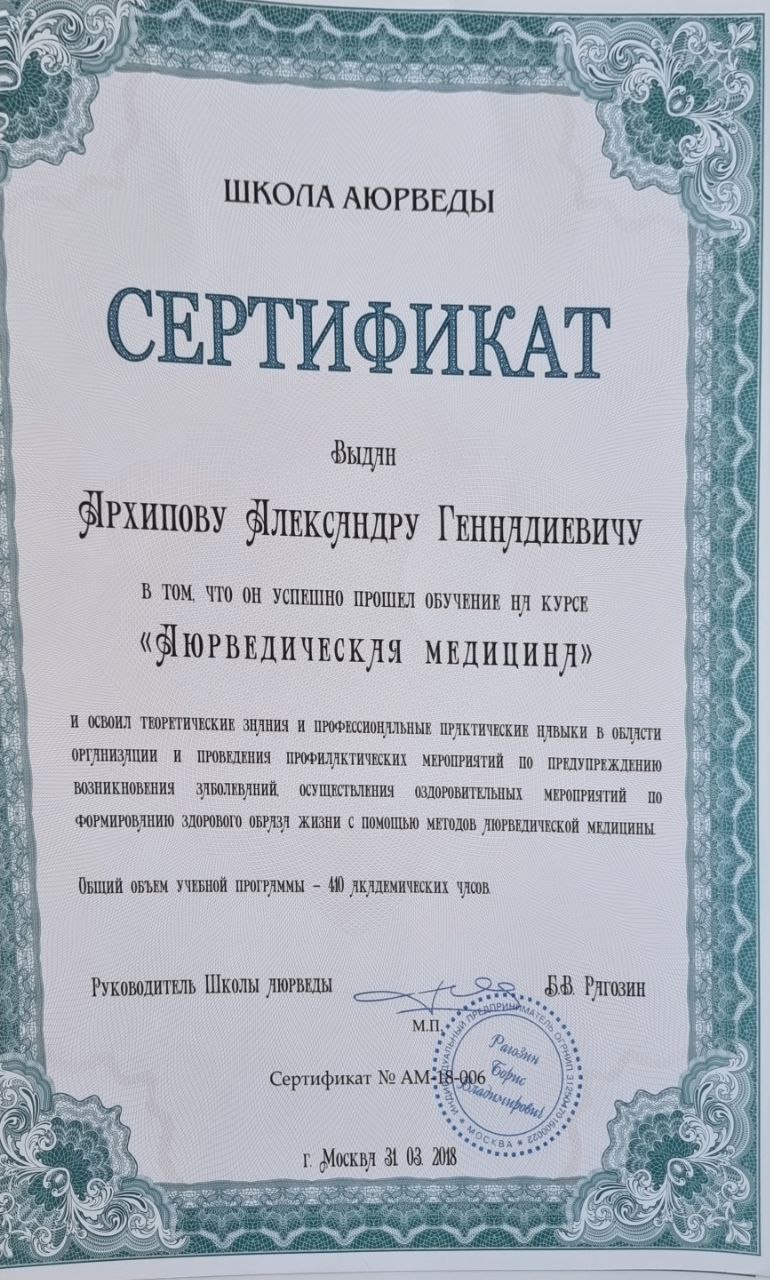 ШКОЛА АЮРВЕДЫ
СЕРТИФИКАТ
Выдан
Архипову Александру Геннадиевичу
в том, что он успешно прошел обучение на курсе
«Аюрведическая медицина»
и освоил теоретические знания и профессиональные практические навыки в области
организации и проведения профилактических мероприятий по предупреждению
возникновения заболеваний, осуществления оздоровительных мероприятий по
формированию здорового образа жизни с помощью методов аюрведической медицины.
Общий объем учебной программы – 410 академических часов.
Руководитель Школы аюрведы
Б.В. Рагозин
М.П.
Сертификат № АМ-18-006
г. Москва 31. 03. 2018
ИНДИВИДУАЛЬНЫЙ ПРЕДПРИНИМАТЕЛЬ ОГРНИП
МОСКВА
Рагозин
Борис
Владимирович